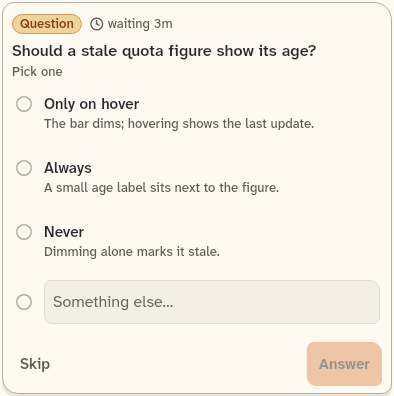 Question waiting 3m
Should a stale quota figure show its age?
Pick one
Only on hover
The bar dims; hovering shows the last update.
Always
A small age label sits next to the figure.
Never
Dimming alone marks it stale.
Something else...
Skip Answer